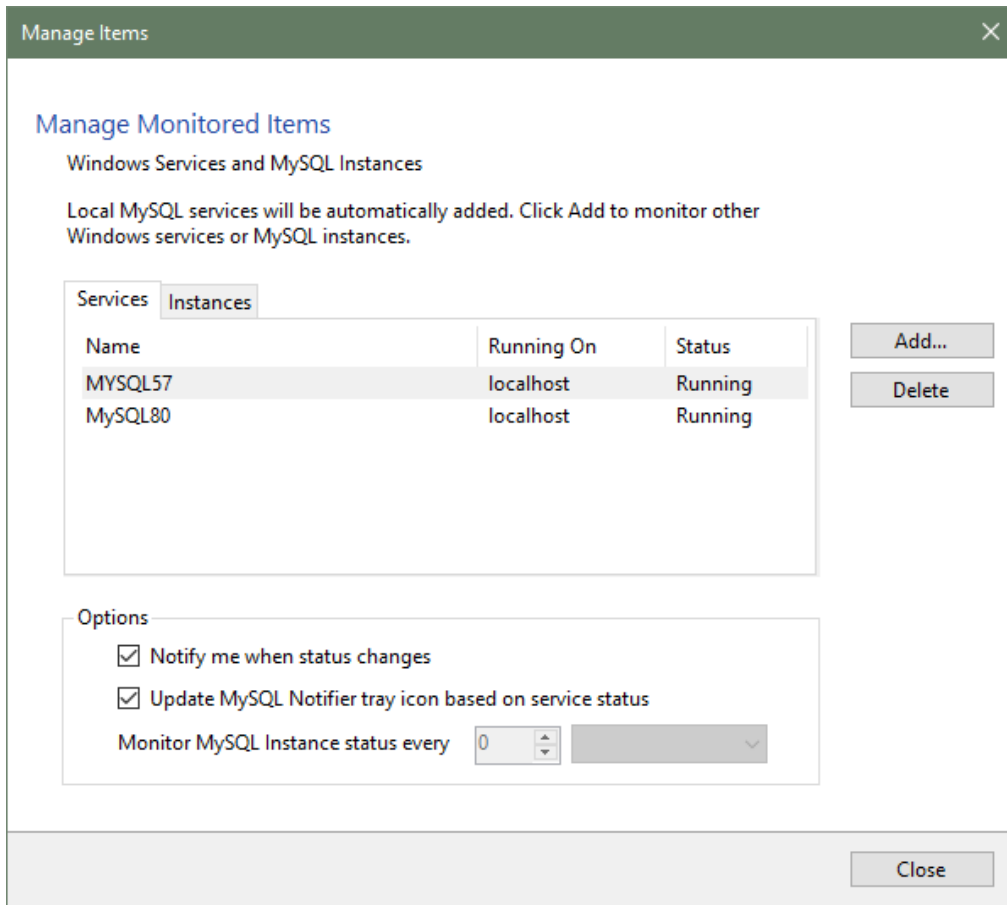 Manage Items
Manage Monitored Items
Windows Services and MySQL Instances
Local MySQL services will be automatically added. Click Add to monitor other
Windows services or MySQL instances.
Services Instances
Name Running On Status
MYSQL57 localhost Running
MySQL80 localhost Running
Add...
Delete
Options
Notify me when status changes
Update MySQL Notifier tray icon based on service status
Monitor MySQL Instance status every 0
Close